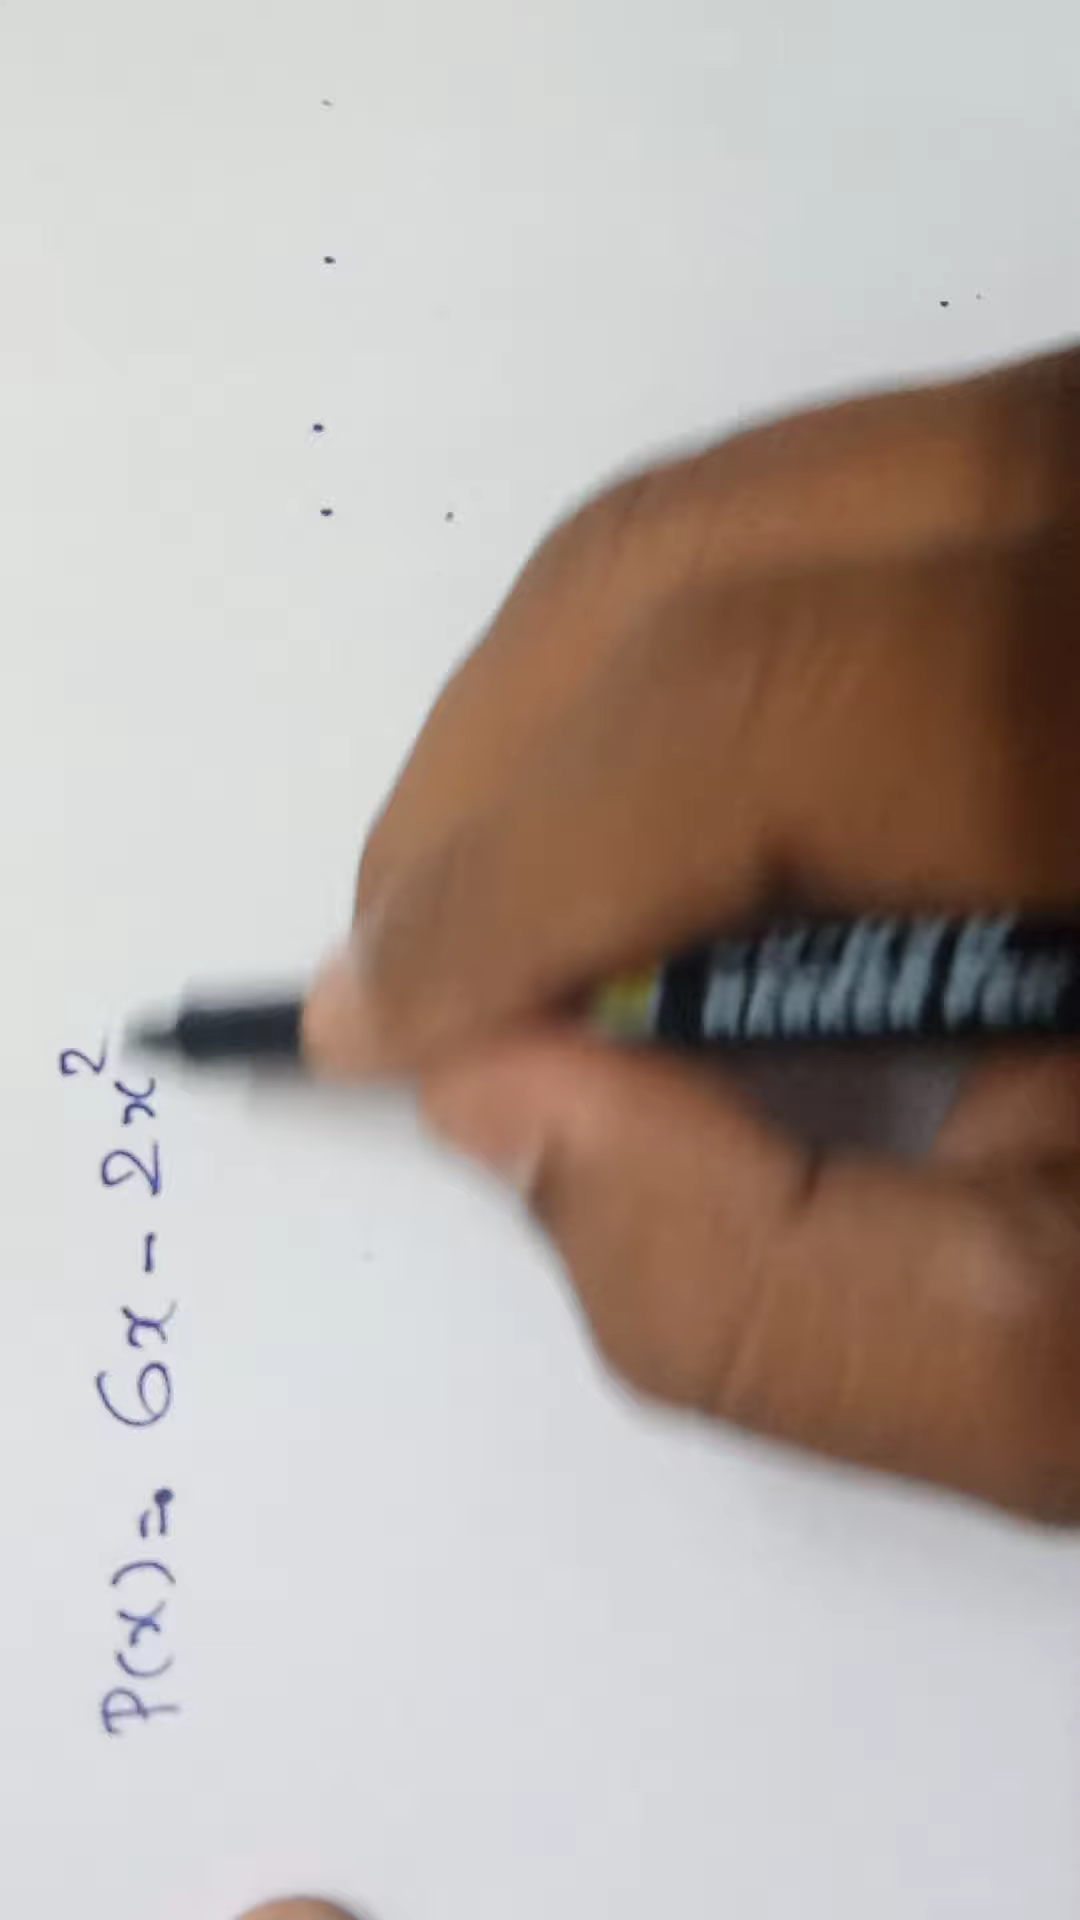 P(x) = 6x - 2x²